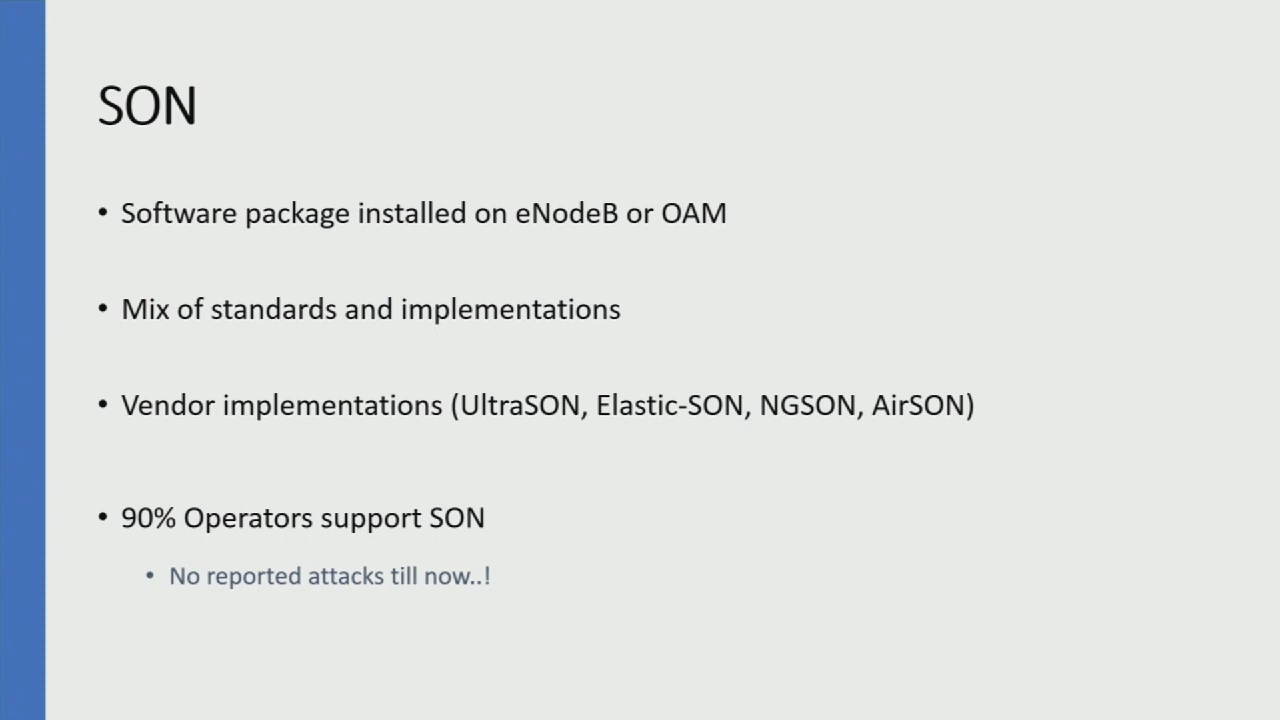 SON
• Software package installed on eNodeB or OAM
• Mix of standards and implementations
• Vendor implementations (UltraSON, Elastic-SON, NGSON, AirSON)
• 90% Operators support SON
• No reported attacks till now..!